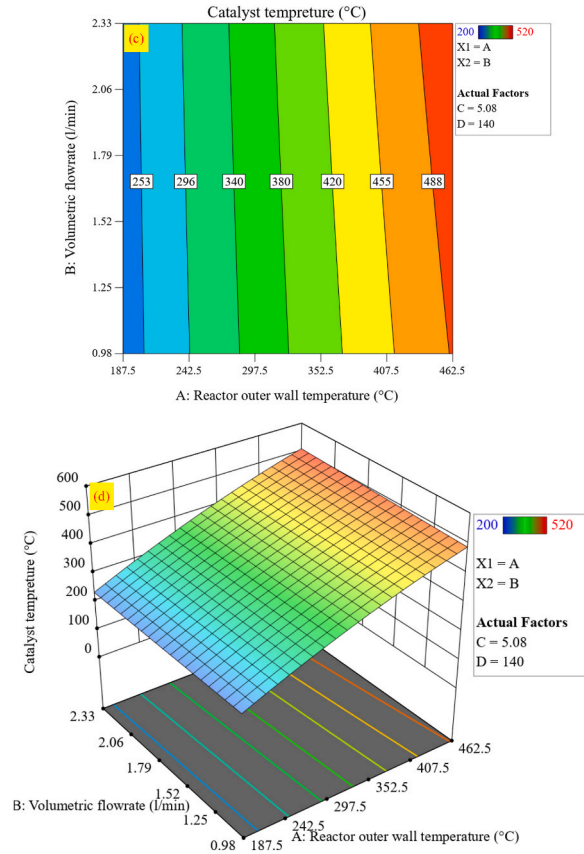 Catalyst tempreture (°C)
(c)
2.33
2.06
1.79
1.52
1.25
0.98
B: Volumetric flowrate (l/min)
253 296 340 380 420 455 488
187.5 242.5 297.5 352.5 407.5 462.5
A: Reactor outer wall temperature (°C)
200 520
X1 = A
X2 = B
Actual Factors
C = 5.08
D = 140
(d)
600
500
400
300
200
100
0
Catalyst tempreture (°C)
2.33
2.06
1.79
1.52
1.25
0.98
B: Volumetric flowrate (l/min)
187.5
242.5
297.5
352.5
407.5
462.5
A: Reactor outer wall temperature (°C)
200 520
X1 = A
X2 = B
Actual Factors
C = 5.08
D = 140